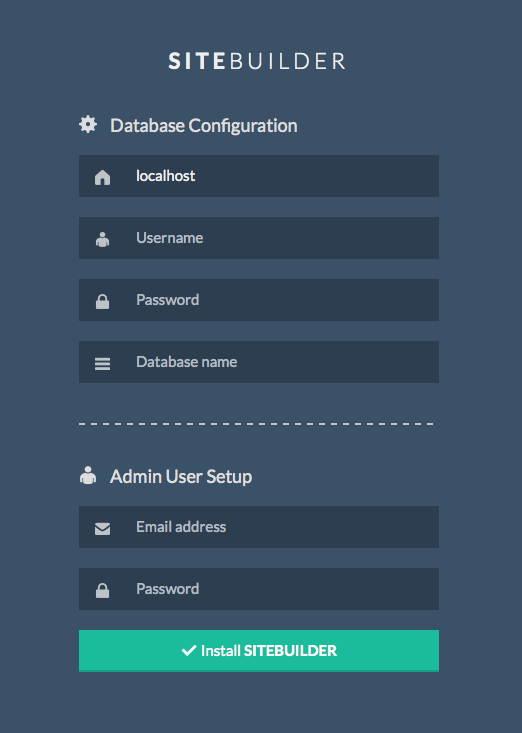 SITEBUILDER
Database Configuration
localhost
Username
Password
Database name
Admin User Setup
Email address
Password
Install SITEBUILDER